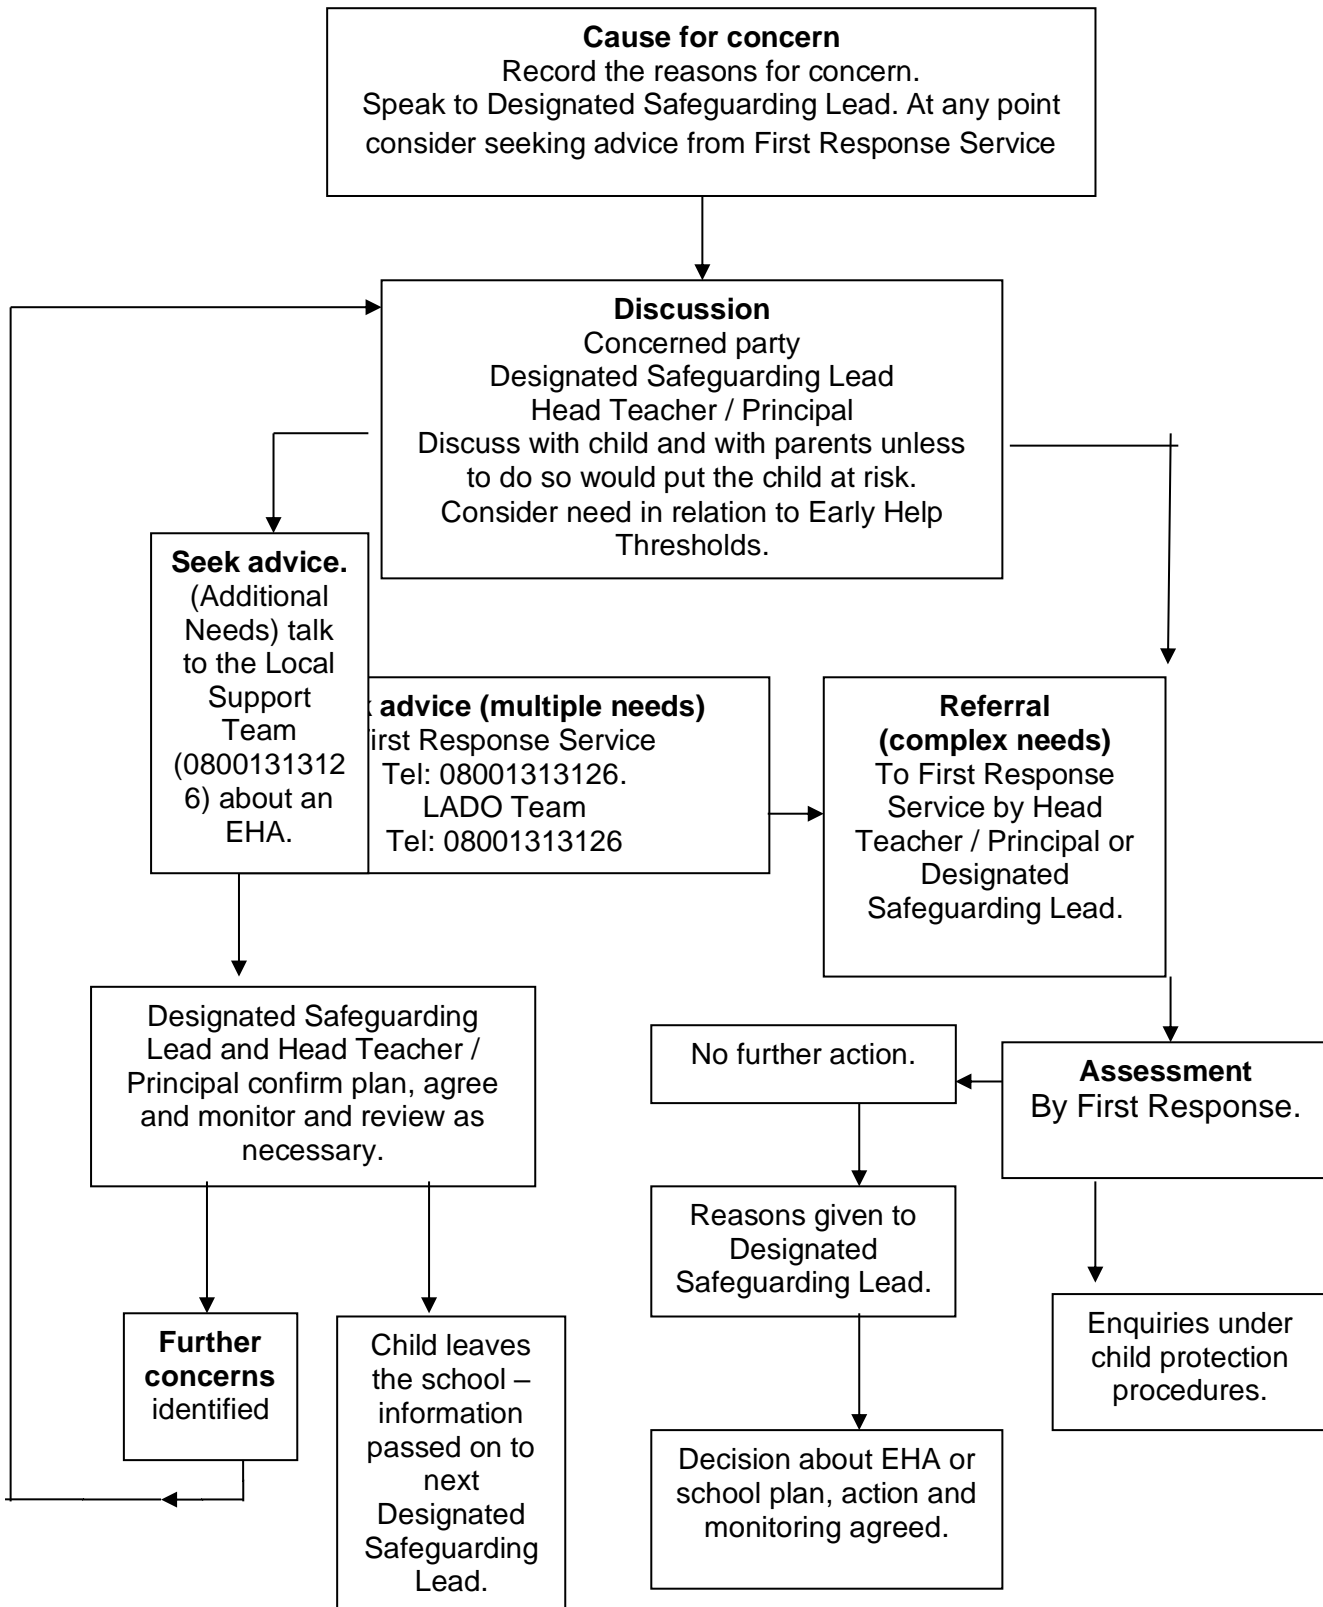 Cause for concern
Record the reasons for concern.
Speak to Designated Safeguarding Lead. At any point
consider seeking advice from First Response Service
Discussion
Concerned party
Designated Safeguarding Lead
Head Teacher / Principal
Discuss with child and with parents unless
to do so would put the child at risk.
Consider need in relation to Early Help
Thresholds.
Seek advice.
(Additional
Needs) talk
to the Local
Support
Team
(0800131312
6) about an
EHA.
advice (multiple needs)
Response Service
Tel: 08001313126.
LADO Team
Tel: 08001313126
Referral
(complex needs)
To First Response
Service by Head
Teacher / Principal or
Designated
Safeguarding Lead.
Designated Safeguarding
Lead and Head Teacher /
Principal confirm plan, agree
and monitor and review as
necessary.
No further action.
Assessment
By First Response.
Reasons given to
Designated
Safeguarding Lead.
Enquiries under
child protection
procedures.
Further
concerns
identified
Child leaves
the school –
information
passed on to
next
Designated
Safeguarding
Lead.
Decision about EHA or
school plan, action and
monitoring agreed.